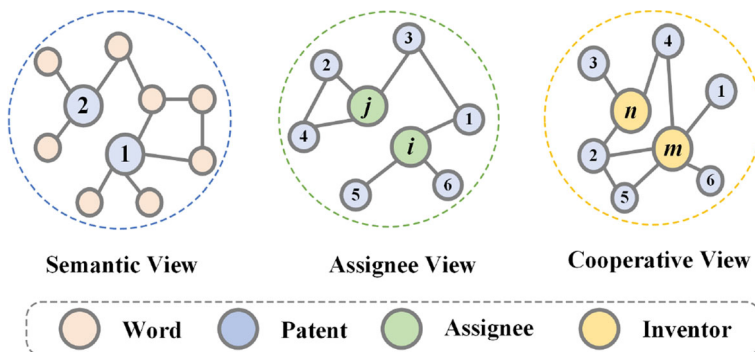 2
1
2
3
j
4
1
i
5
6
4
3
1
n
2
m
5
6
Semantic View
Assignee View
Cooperative View
Word
Patent
Assignee
Inventor